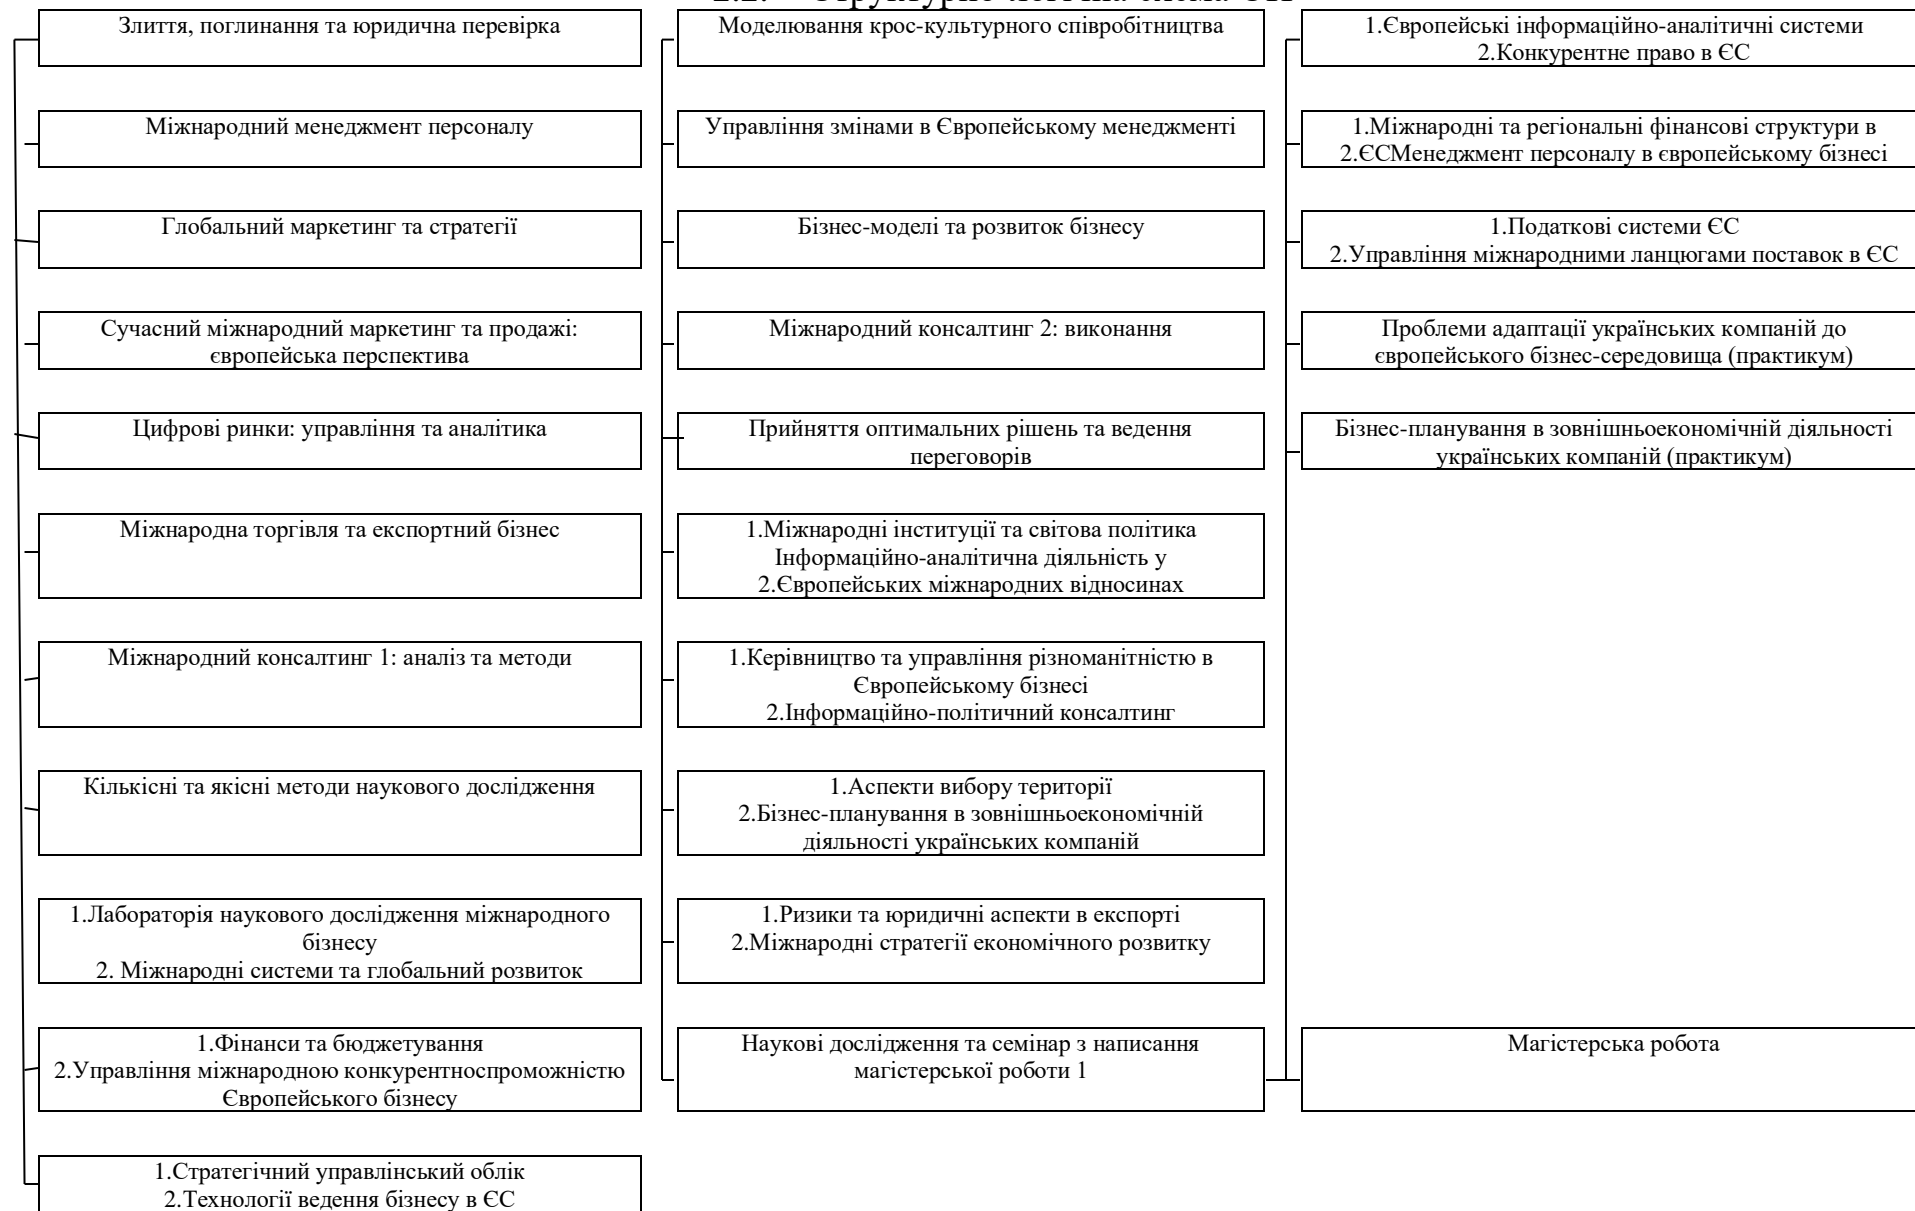 Злиття, поглинання та юридична перевірка
Міжнародний менеджмент персоналу
Глобальний маркетинг та стратегії
Сучасний міжнародний маркетинг та продажі:
європейська перспектива
Цифрові ринки: управління та аналітика
Міжнародна торгівля та експортний бізнес
Міжнародний консалтинг 1: аналіз та методи
Кількісні та якісні методи наукового дослідження
1.Лабораторія наукового дослідження міжнародного
бізнесу
2. Міжнародні системи та глобальний розвиток
1.Фінанси та бюджетування
2.Управління міжнародною конкурентноспроможністю
Європейського бізнесу
1.Стратегічний управлінський облік
2.Технології ведення бізнесу в ЄС
Моделювання крос-культурного співробітництва
Управління змінами в Європейському менеджменті
Бізнес-моделі та розвиток бізнесу
Міжнародний консалтинг 2: виконання
Прийняття оптимальних рішень та ведення
переговорів
1.Міжнародні інституції та світова політика
Інформаційно-аналітична діяльність у
2.Європейських міжнародних відносинах
1.Керівництво та управління різноманітністю в
Європейському бізнесі
2.Інформаційно-політичний консалтинг
1.Аспекти вибору території
2.Бізнес-планування в зовнішньоекономічній
діяльності українських компаній
1.Ризики та юридичні аспекти в експорті
2.Міжнародні стратегії економічного розвитку
Наукові дослідження та семінар з написання
магістерської роботи 1
1.Європейські інформаційно-аналітичні системи
2.Конкурентне право в ЄС
1.Міжнародні та регіональні фінансові структури в
2.ЄСМенеджмент персоналу в європейському бізнесі
1.Податкові системи ЄС
2.Управління міжнародними ланцюгами поставок в ЄС
Проблеми адаптації українських компаній до
європейського бізнес-середовища (практикум)
Бізнес-планування в зовнішньоекономічній діяльності
українських компаній (практикум)
Магістерська робота